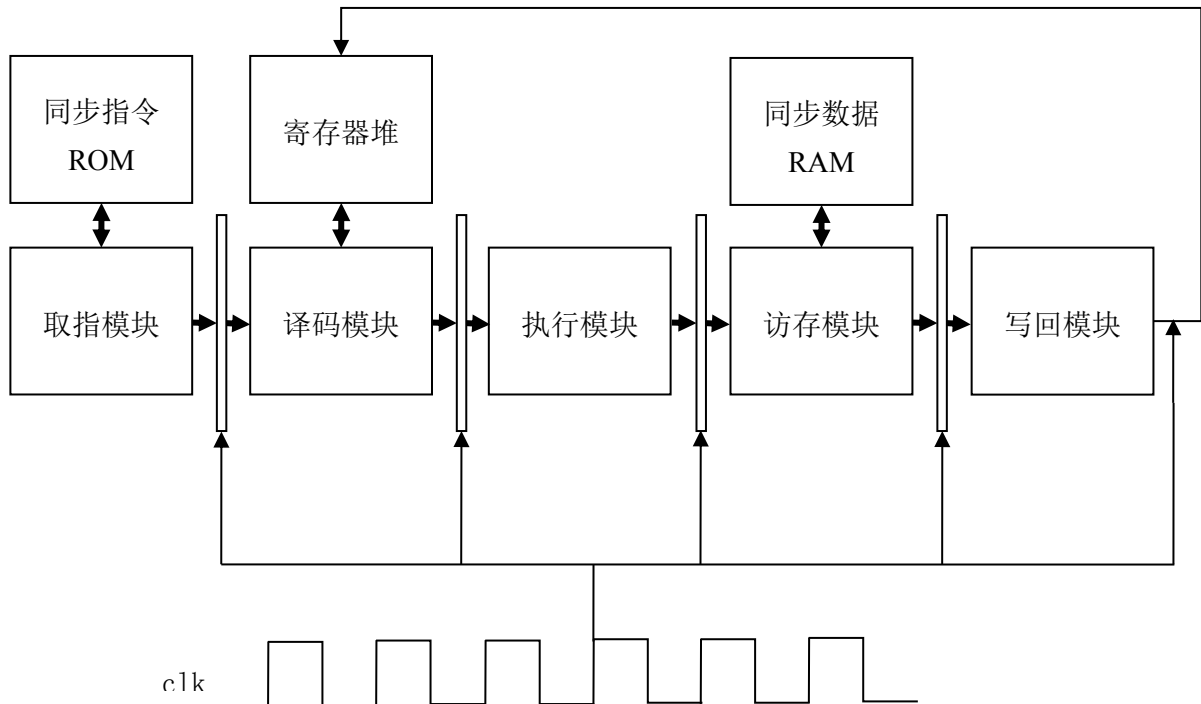 同步指令
ROM
寄存器堆
同步数据
RAM
取指模块
译码模块
执行模块
访存模块
写回模块
clk